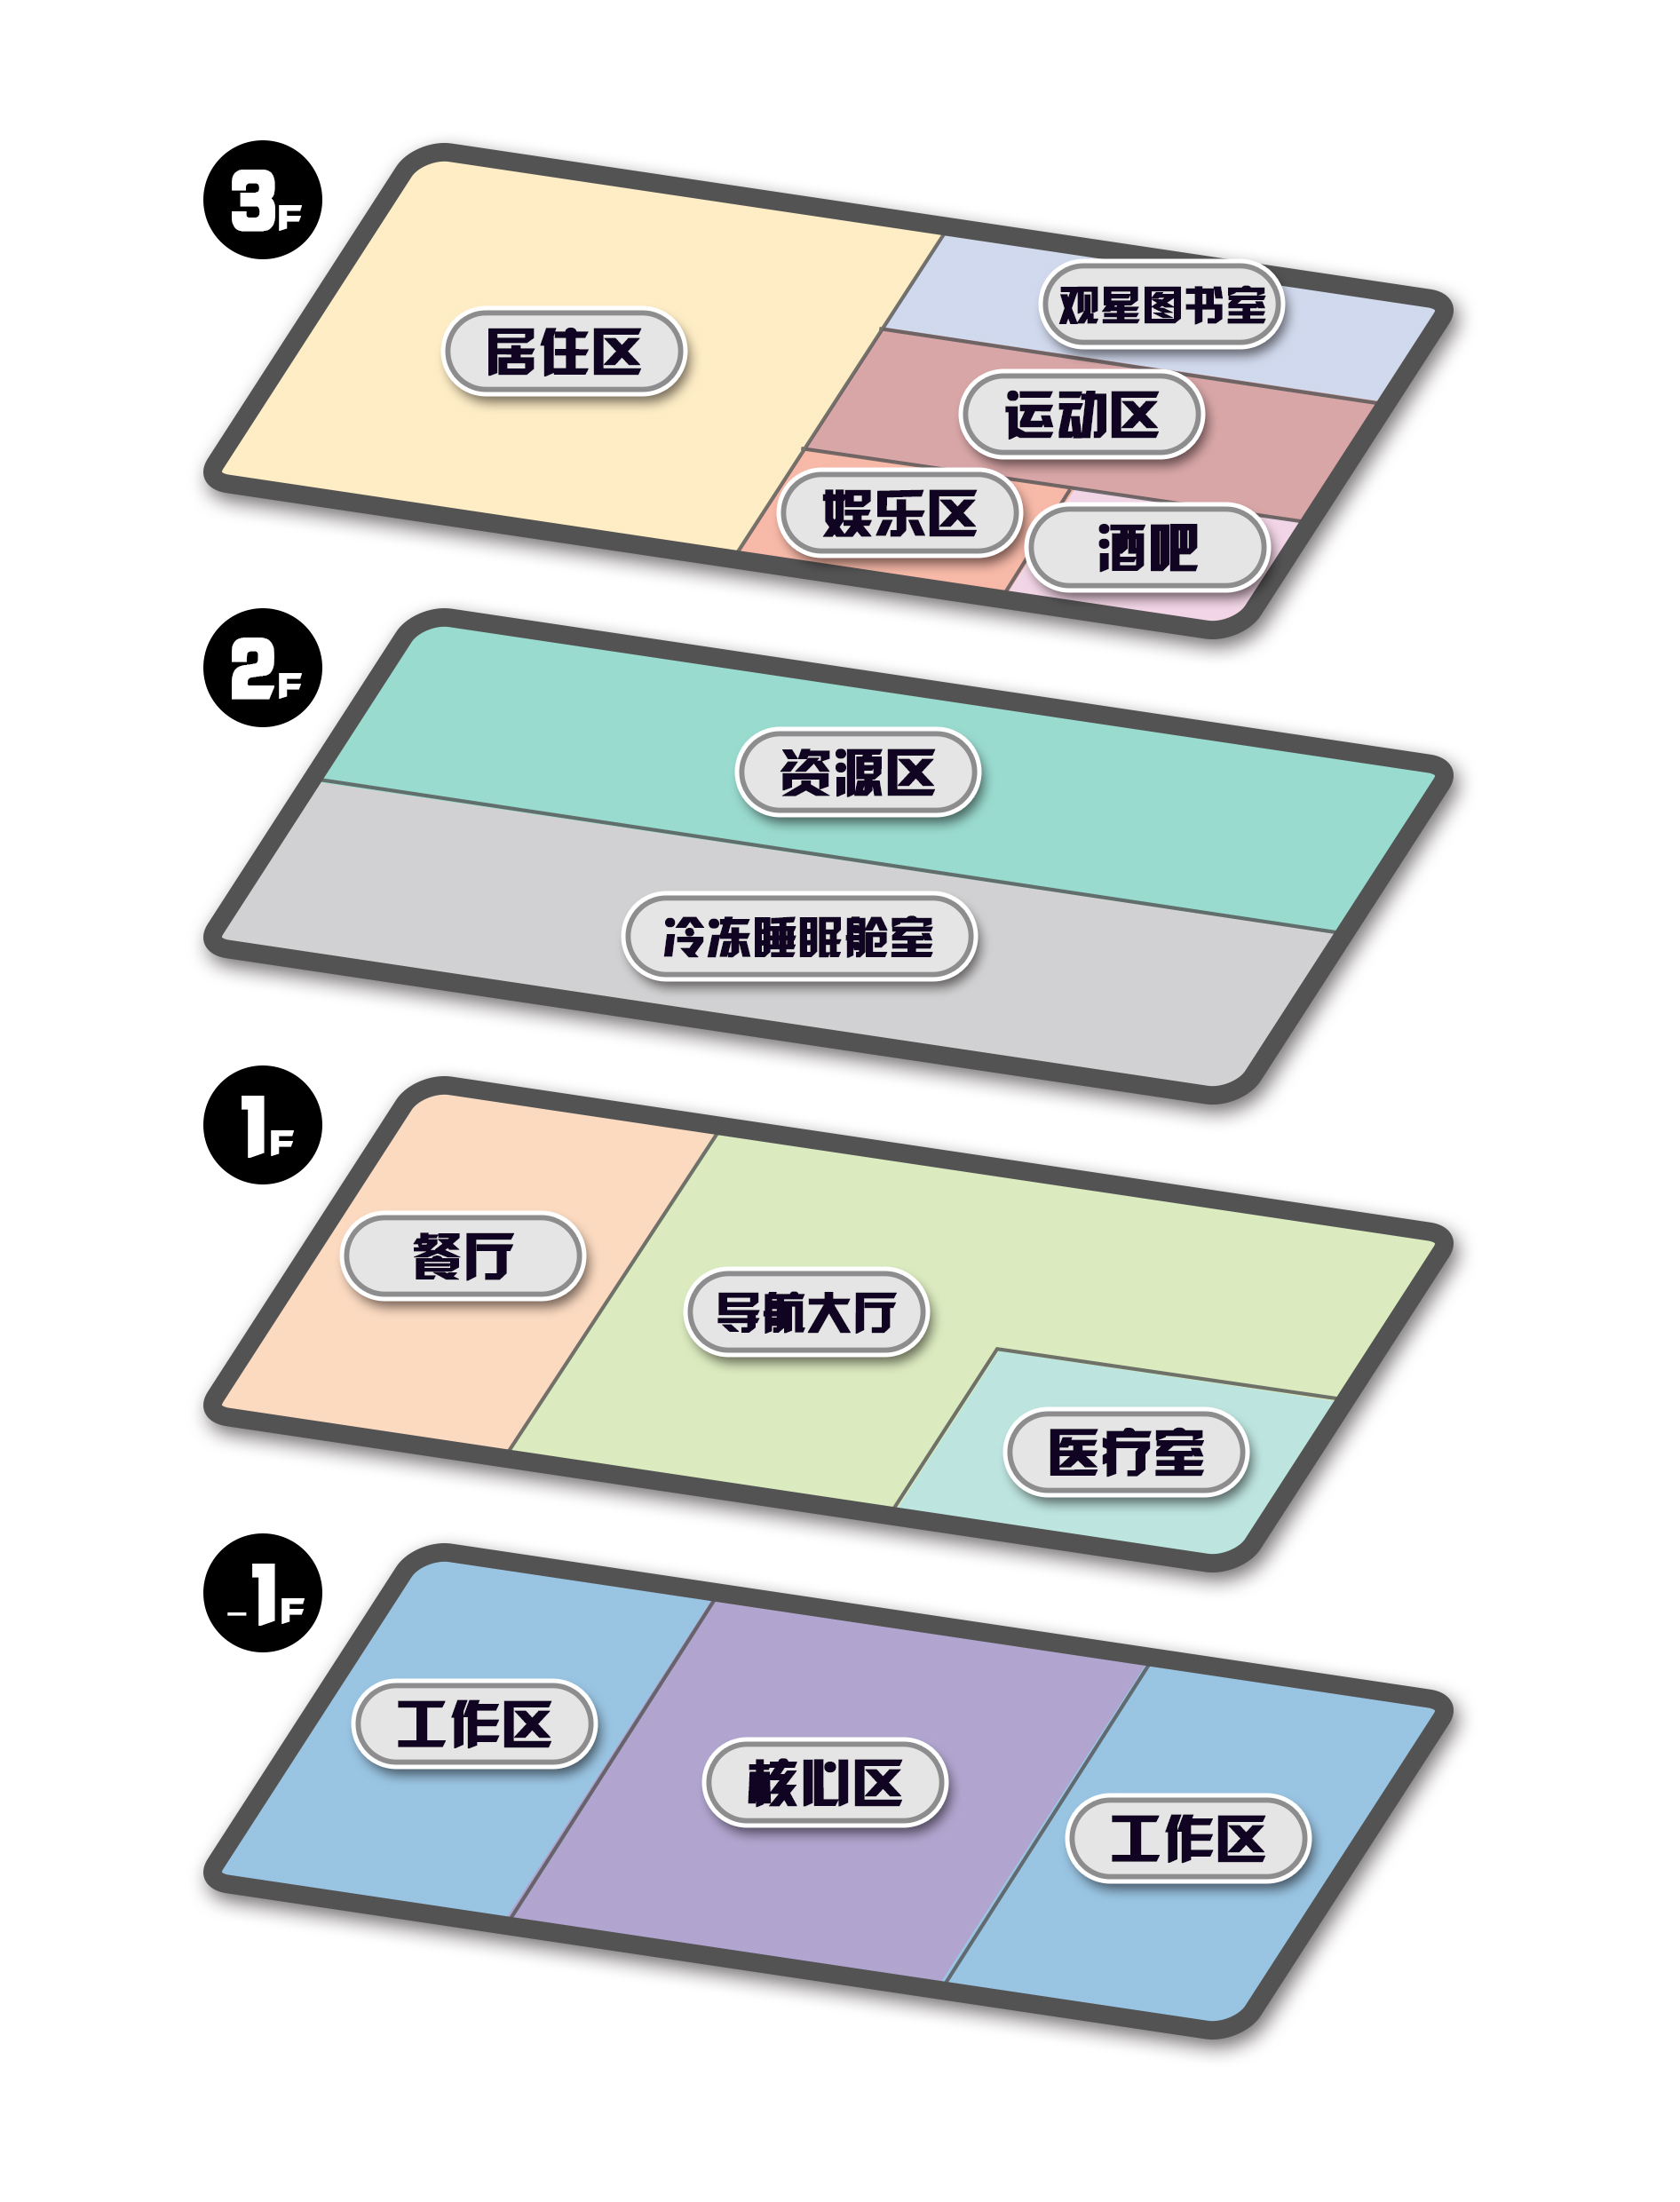 3F
观星图书室
居住区
运动区
娱乐区
酒吧
2F
资源区
冷冻睡眠舱室
1F
餐厅
导航大厅
医疗室
-1F
工作区
核心区
工作区